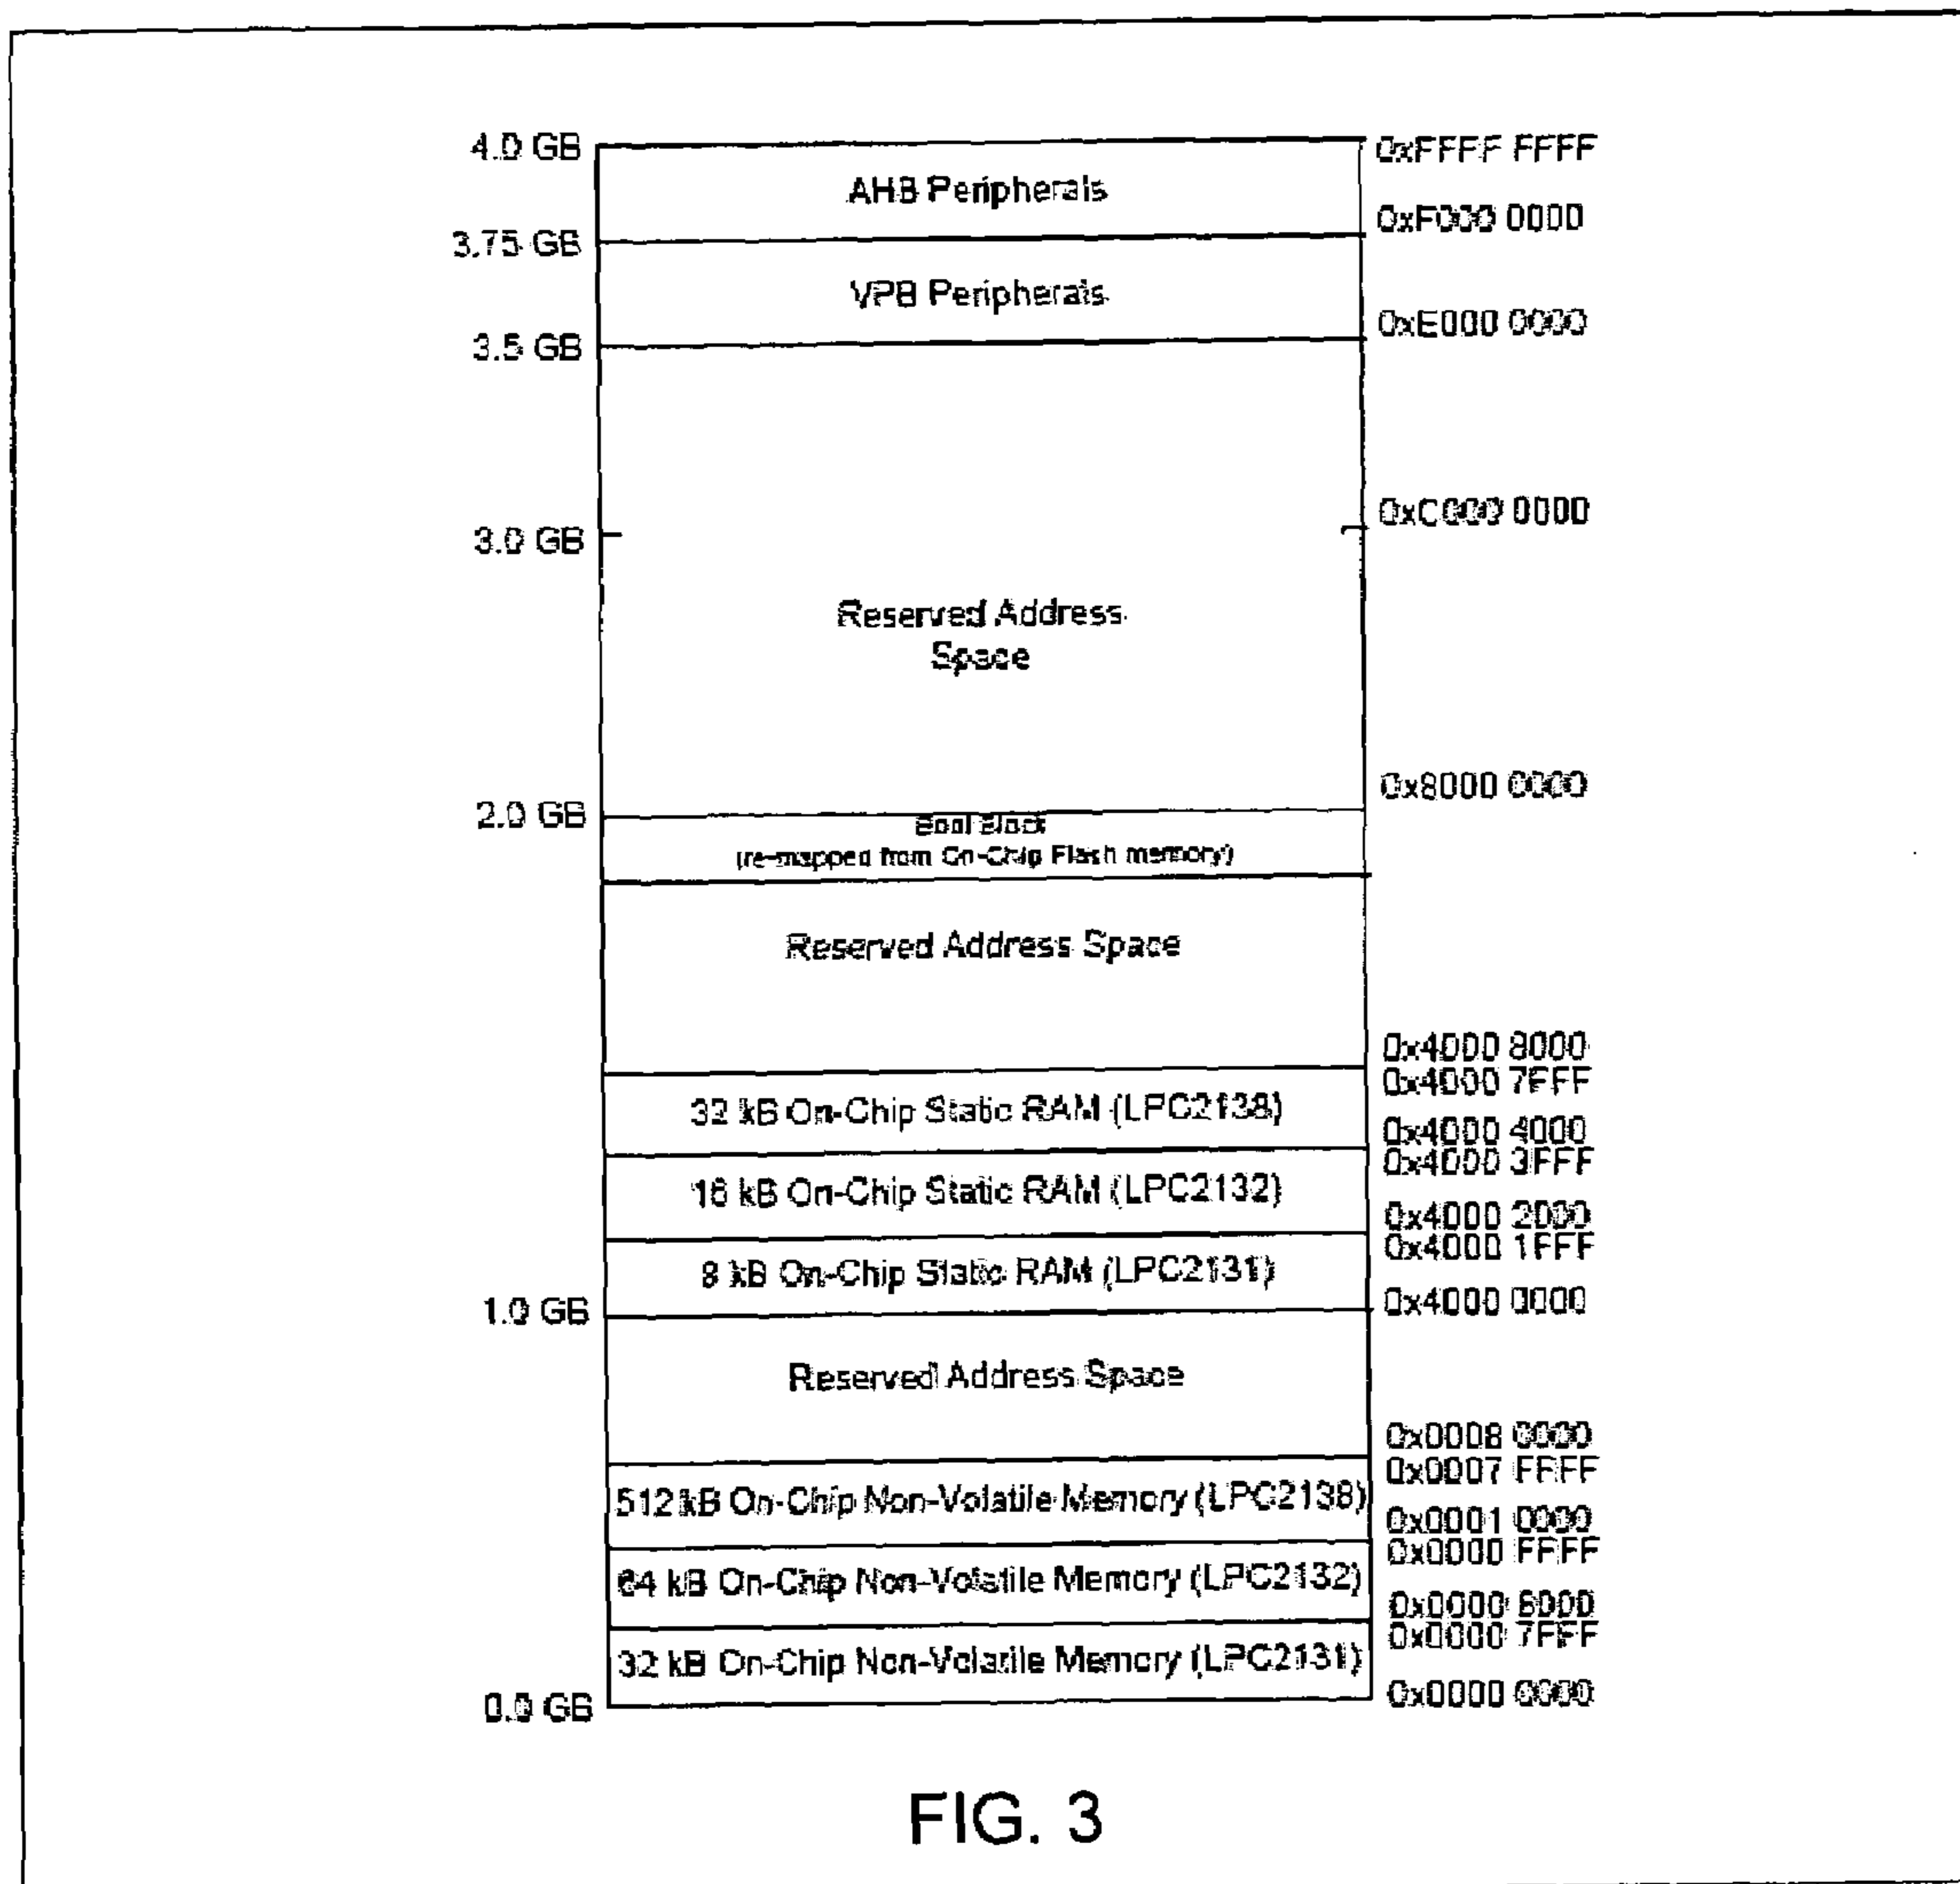 4.0 GB
0xFFFF FFFF
AHB Peripherals
0xF000 0000
3.75 GB
VPB Peripherals
0xE000 0000
3.5 GB
0xC000 0000
3.0 GB
Reserved Address
Space
0x8000 0000
2.0 GB
Boot Block
(re-mapped from On-Chip Flash memory)
Reserved Address Space
0x4000 8000
0x4000 7FFF
32 kB On-Chip Static RAM (LPC2138)
0x4000 4000
0x4000 3FFF
16 kB On-Chip Static RAM (LPC2132)
0x4000 2000
0x4000 1FFF
8 kB On-Chip Static RAM (LPC2131)
1.0 GB
0x4000 0000
Reserved Address Space
0x0008 0000
0x0007 FFFF
512 kB On-Chip Non-Volatile Memory (LPC2138)
0x0001 0000
0x0000 FFFF
64 kB On-Chip Non-Volatile Memory (LPC2132)
0x0000 8000
0x0000 7FFF
32 kB On-Chip Non-Volatile Memory (LPC2131)
0.0 GB
0x0000 0000
FIG. 3